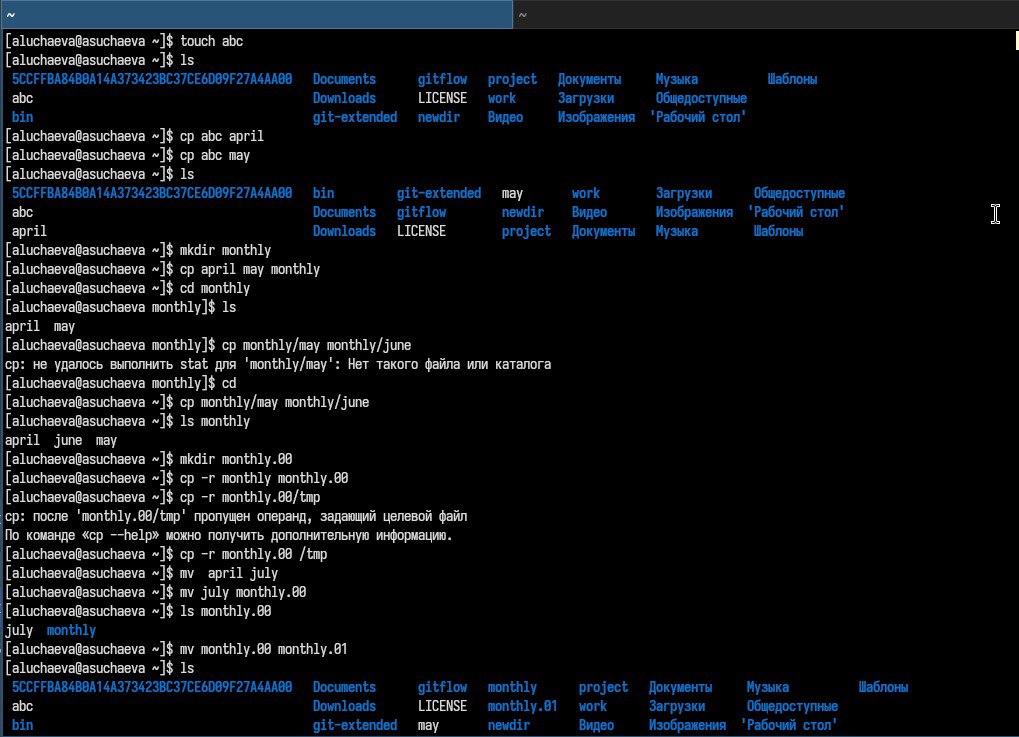 ~ ~
[aluchaeva@asuchaeva ~]$ touch abc
[aluchaeva@asuchaeva ~]$ ls
5CCFFBA84B0A14A373423BC37CE6D09F27A4AA00 Documents gitflow project Документы Музыка Шаблоны
abc Downloads LICENSE work Загрузки Общедоступные
bin git-extended newdir Видео Изображения 'Рабочий стол'
[aluchaeva@asuchaeva ~]$ cp abc april
[aluchaeva@asuchaeva ~]$ cp abc may
[aluchaeva@asuchaeva ~]$ ls
5CCFFBA84B0A14A373423BC37CE6D09F27A4AA00 bin git-extended may work Загрузки Общедоступные
abc Documents gitflow newdir Видео Изображения 'Рабочий стол'
april Downloads LICENSE project Документы Музыка Шаблоны
[aluchaeva@asuchaeva ~]$ mkdir monthly
[aluchaeva@asuchaeva ~]$ cp april may monthly
[aluchaeva@asuchaeva ~]$ cd monthly
[aluchaeva@asuchaeva monthly]$ ls
april may
[aluchaeva@asuchaeva monthly]$ cp monthly/may monthly/june
cp: не удалось выполнить stat для 'monthly/may': Нет такого файла или каталога
[aluchaeva@asuchaeva monthly]$ cd
[aluchaeva@asuchaeva ~]$ cp monthly/may monthly/june
[aluchaeva@asuchaeva ~]$ ls monthly
april june may
[aluchaeva@asuchaeva ~]$ mkdir monthly.00
[aluchaeva@asuchaeva ~]$ cp -r monthly monthly.00
[aluchaeva@asuchaeva ~]$ cp -r monthly.00/tmp
cp: после 'monthly.00/tmp' пропущен операнд, задающий целевой файл
По команде «cp --help» можно получить дополнительную информацию.
[aluchaeva@asuchaeva ~]$ cp -r monthly.00 /tmp
[aluchaeva@asuchaeva ~]$ mv  april july
[aluchaeva@asuchaeva ~]$ mv july monthly.00
[aluchaeva@asuchaeva ~]$ ls monthly.00
july monthly
[aluchaeva@asuchaeva ~]$ mv monthly.00 monthly.01
[aluchaeva@asuchaeva ~]$ ls
5CCFFBA84B0A14A373423BC37CE6D09F27A4AA00 Documents gitflow monthly project Документы Музыка Шаблоны
abc Downloads LICENSE monthly.01 work Загрузки Общедоступные
bin git-extended may newdir Видео Изображения 'Рабочий стол'